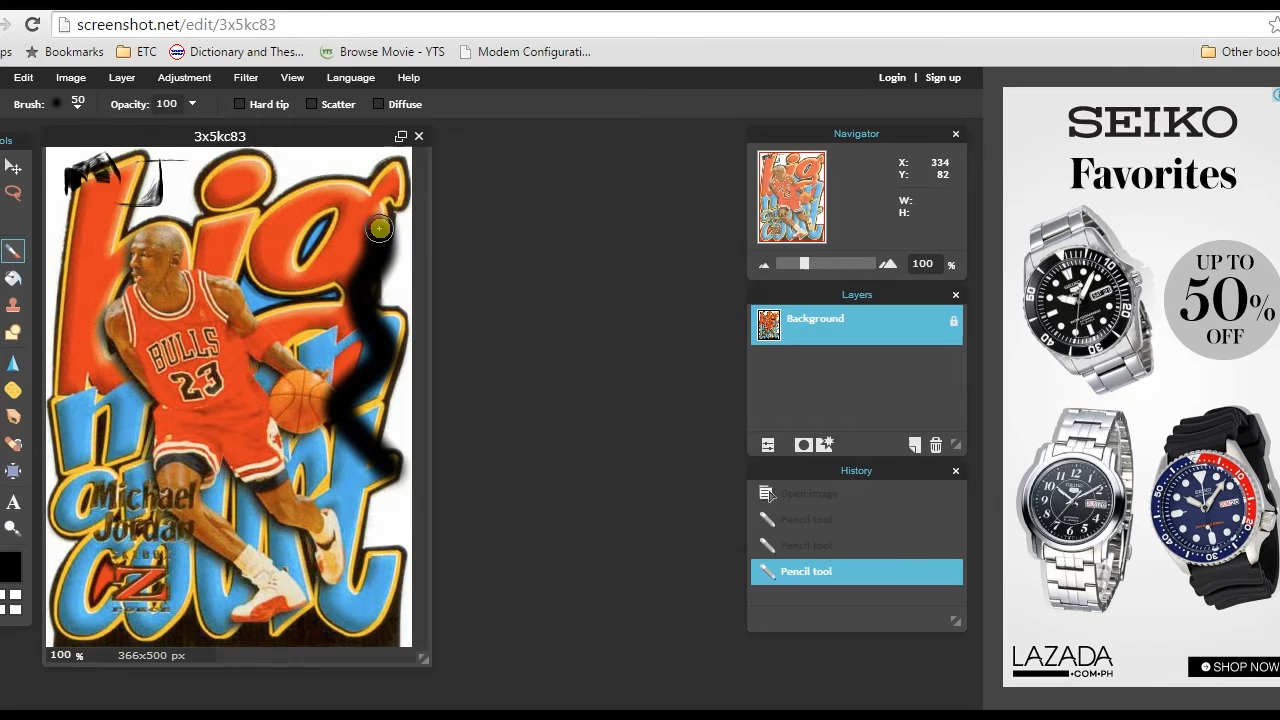 screenshot.net/edit/3x5kc83
ps Bookmarks ETC Dictionary and Thes... Browse Movie - YTS Modem Configurati... Other book
Edit Image Layer Adjustment Filter View Language Help Login | Sign up
Brush: 50 Opacity: 100 Hard tip Scatter Diffuse
ols
3x5kc83
big
BULLS
23
Michael
Jordan
Z
FORCE
100 % 366x500 px
A
Navigator
X: 334
Y: 82
W:
H:
100 %
Layers
Background
History
Open image
Pencil tool
Pencil tool
Pencil tool
SEIKO
Favorites
UP TO
50%
OFF
LAZADA
.COM.PH
SHOP NOW